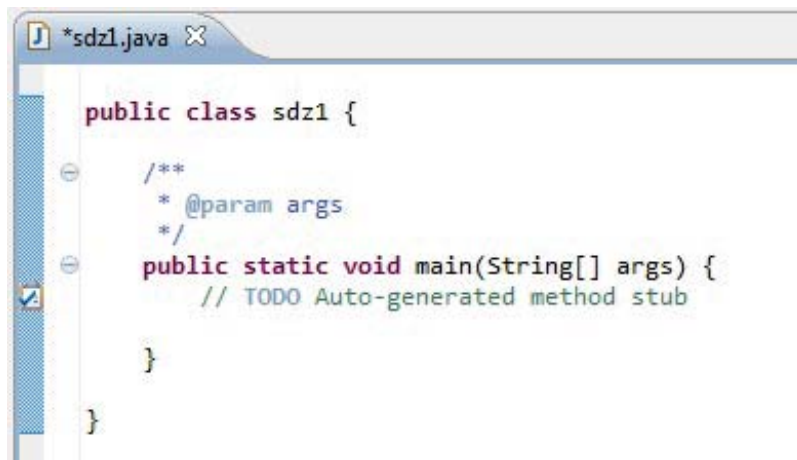 *sdz1.java
public class sdz1 {
/**
* @param args
*/
public static void main(String[] args) {
// TODO Auto-generated method stub
}
}